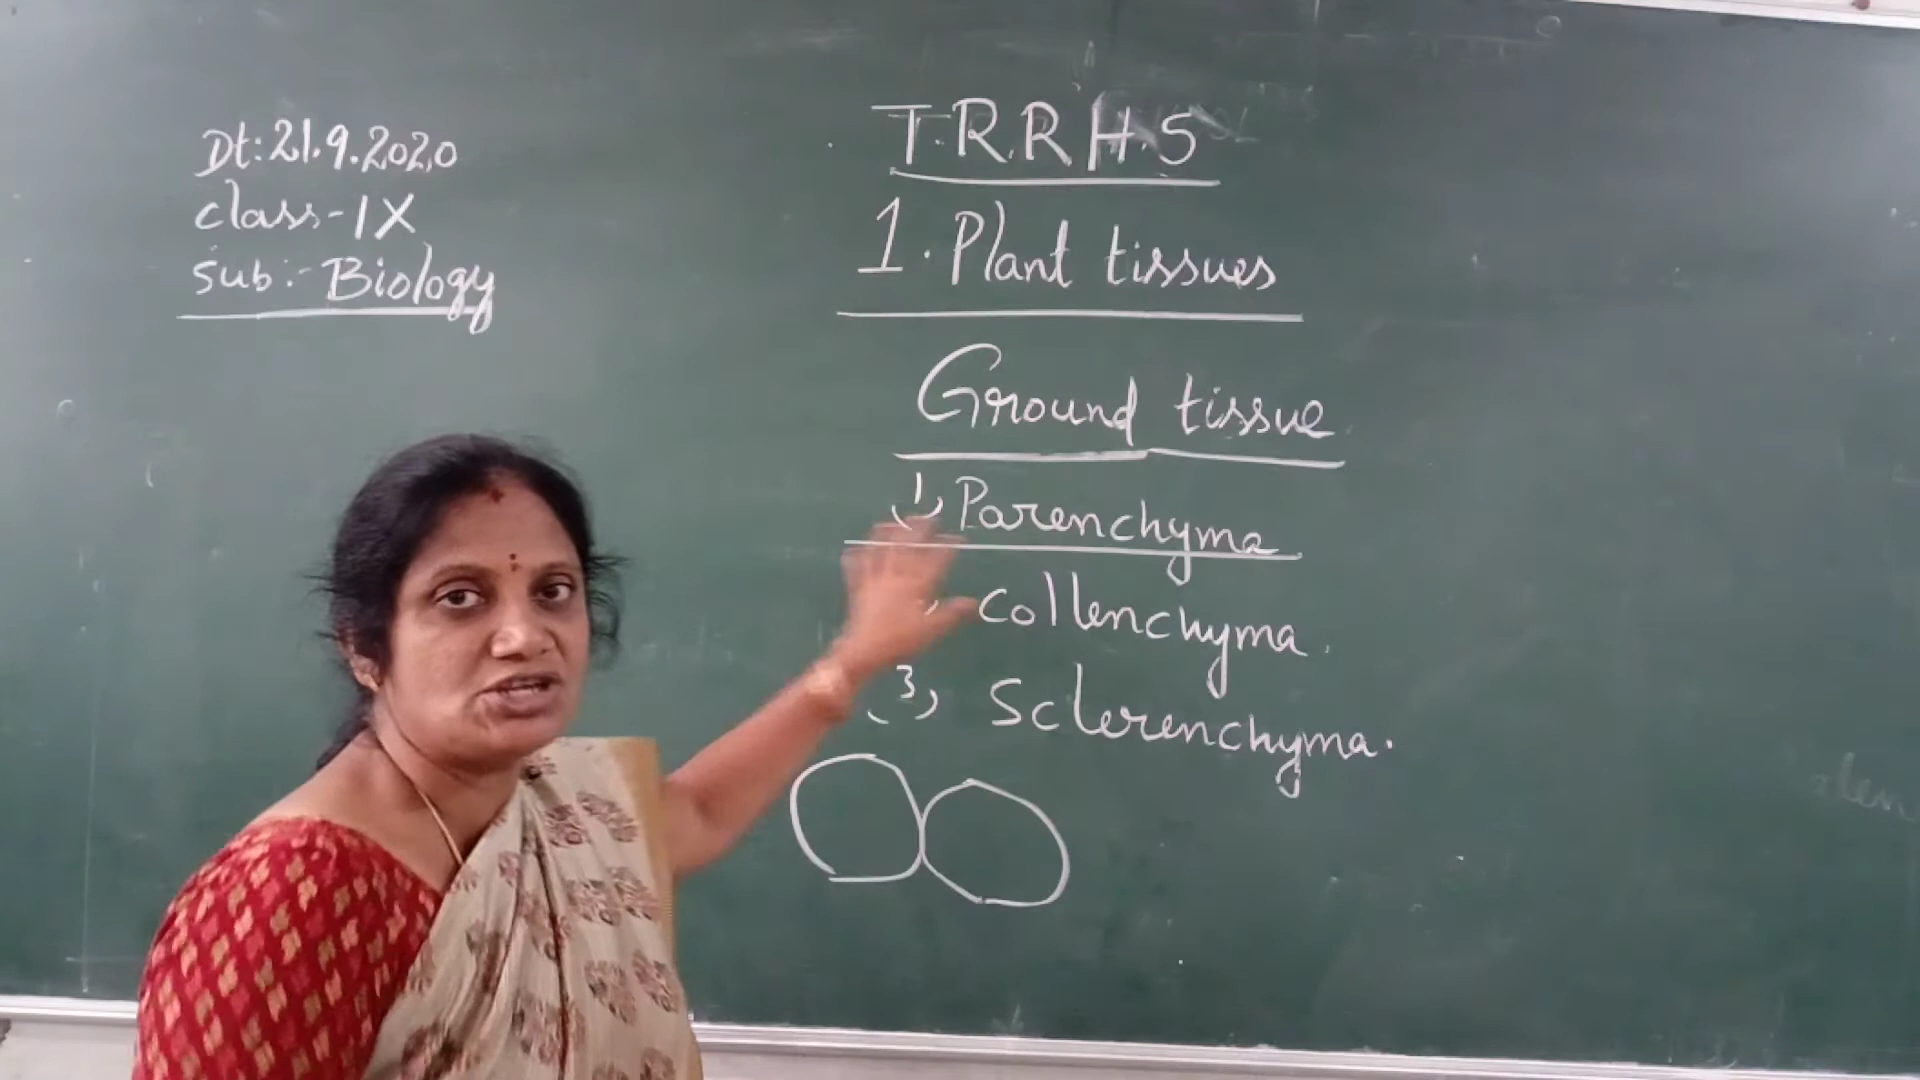 Dt: 21.9.2020
class - IX
Sub :- Biology
T.R.R.H.S
1. Plant tissues
Ground tissue
1) Parenchyma
Collenchyma.
3) Sclerenchyma.